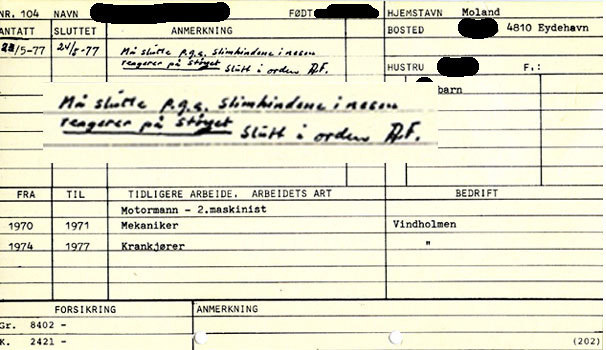 NR. 104 NAVN FØDT HJEMSTAVN Moland
ANTATT SLUTTET ANMERKNING BOSTED 4810 Eydehavn
23/5-77 24/5-77 Må slutte p.g.a. slimhindene i nesen
reagerer på støvet Slutt i orden A.F. HUSTRU F.:
barn
Må slutte p.g.a. slimhindene i nesen
reagerer på støvet Slutt i orden A.F.
FRA TIL TIDLIGERE ARBEIDE. ARBEIDETS ART BEDRIFT
Motormann - 2.maskinist
1970 1971 Mekaniker Vindholmen
1974 1977 Krankjører "
FORSIKRING ANMERKNING
Gr. 8402 -
K. 2421 - (202)